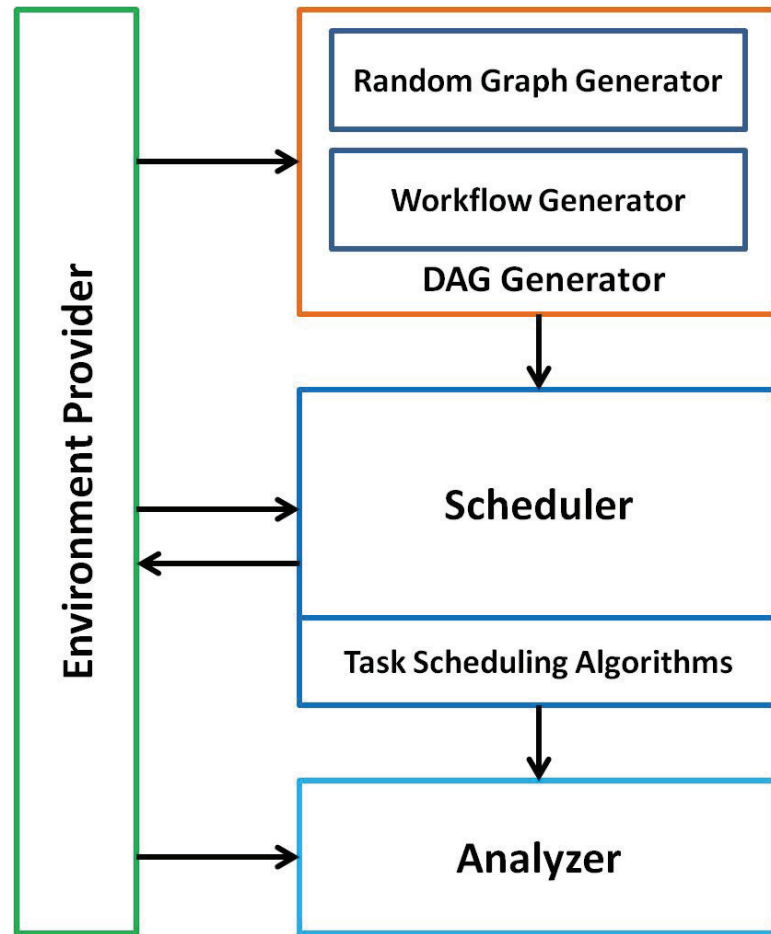 Environment Provider
Random Graph Generator
Workflow Generator
DAG Generator
Scheduler
Task Scheduling Algorithms
Analyzer